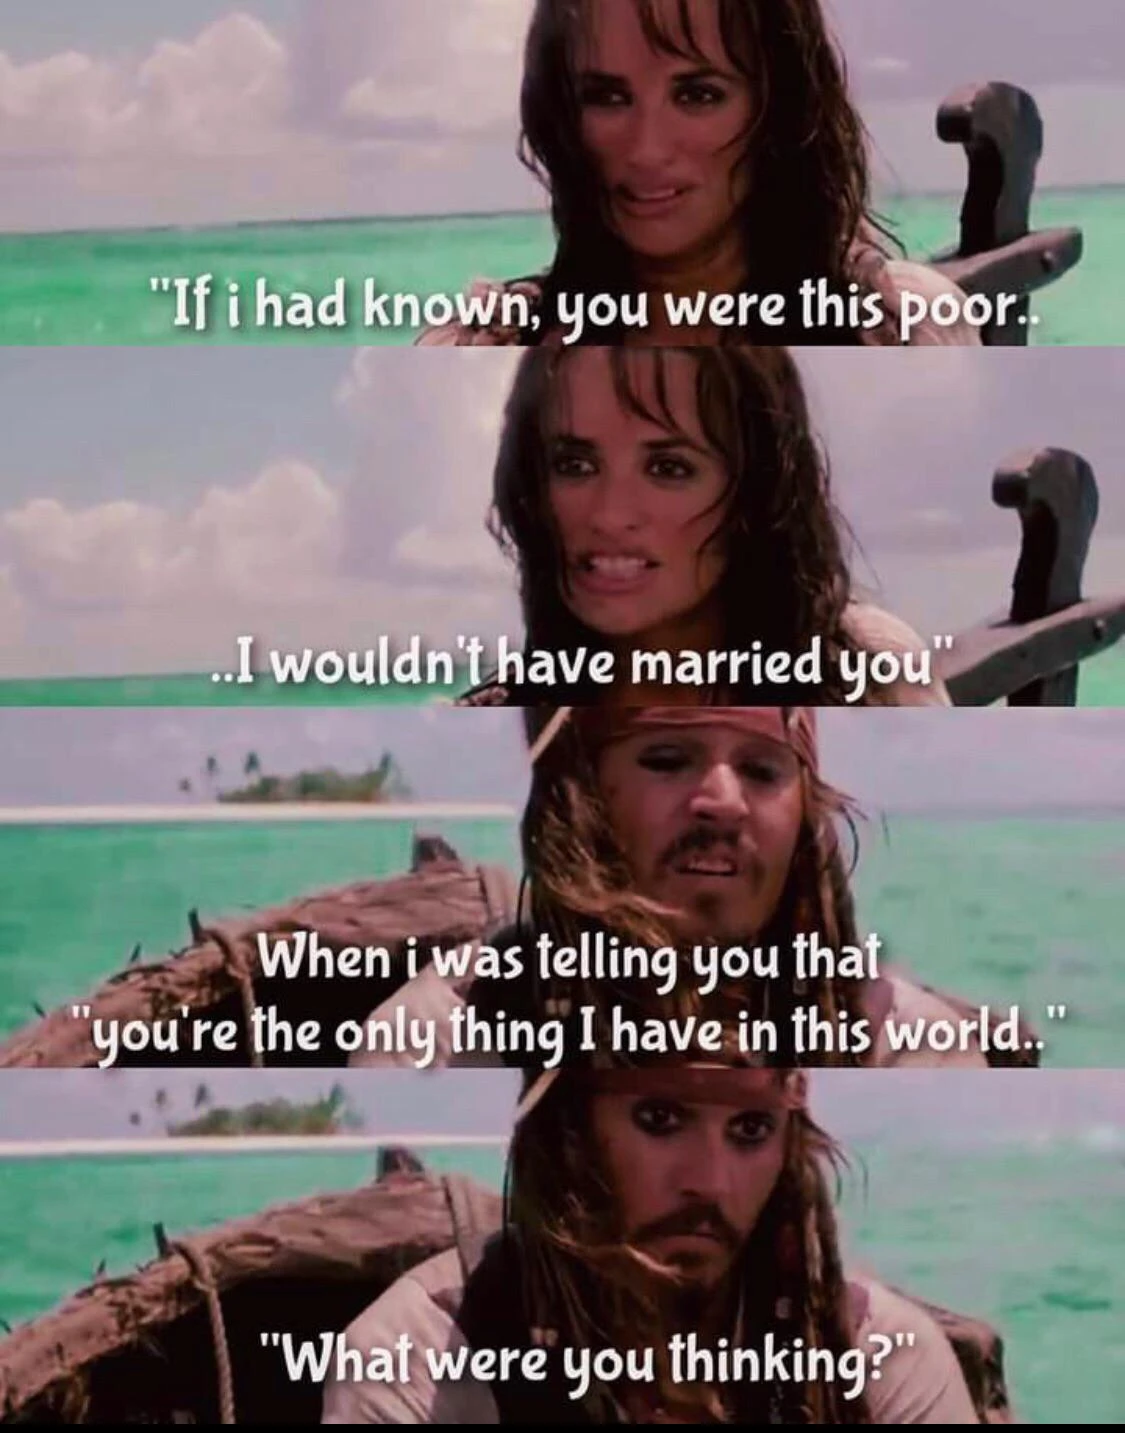 "If i had known, you were this poor..
..I wouldn't have married you"
When i was telling you that
"you're the only thing I have in this world.."
"What were you thinking?"